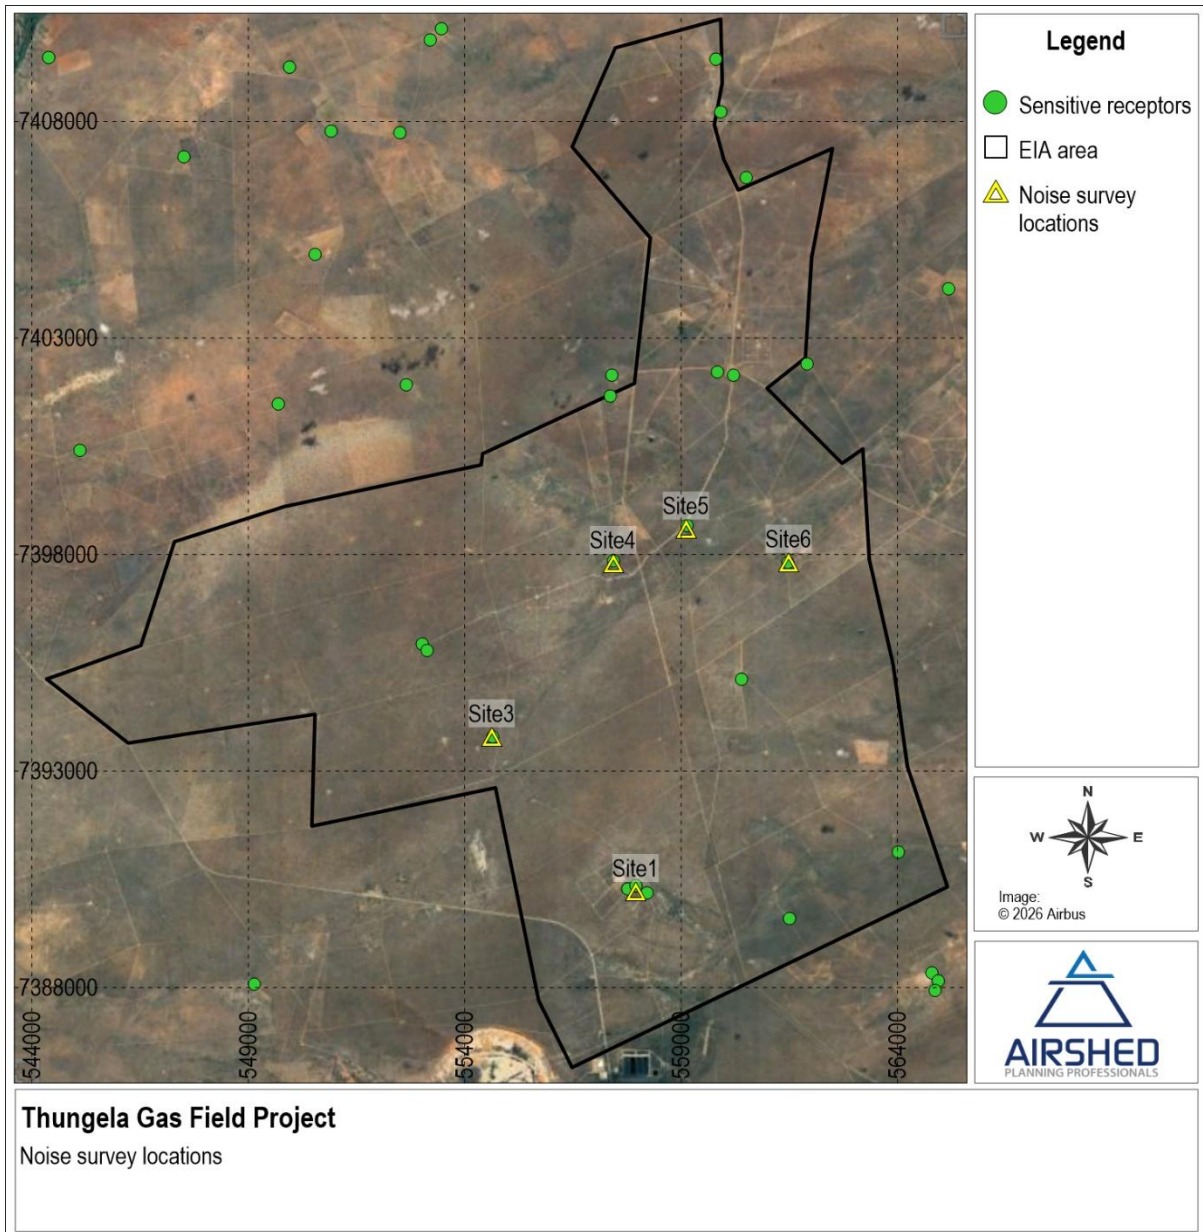 Legend
Sensitive receptors
EIA area
Noise survey
locations
7408000
7403000
Site5
Site4
Site6
7398000
Site3
7393000
Site1
7388000
544000
549000
554000
559000
564000
N
W
E
S
Image:
© 2026 Airbus
AIRSHED
PLANNING PROFESSIONALS
Thungela Gas Field Project
Noise survey locations